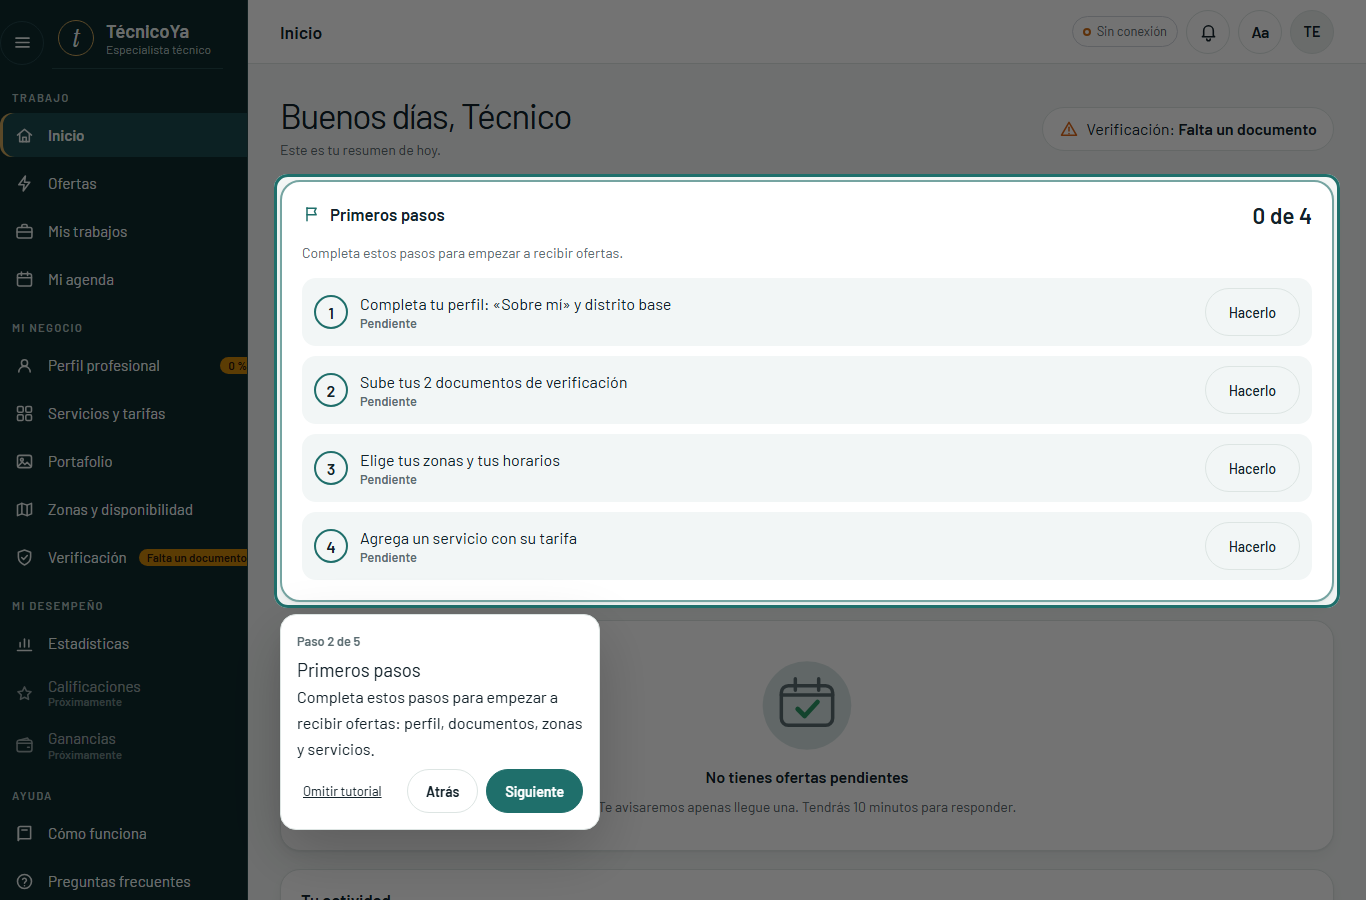 TécnicoYa
Especialista técnico
TRABAJO
Inicio
Ofertas
Mis trabajos
Mi agenda
MI NEGOCIO
Perfil profesional
0 %
Servicios y tarifas
Portafolio
Zonas y disponibilidad
Verificación
Falta un documento
MI DESEMPEÑO
Estadísticas
Calificaciones
Próximamente
Ganancias
Próximamente
AYUDA
Cómo funciona
Preguntas frecuentes
Inicio
Sin conexión
Aa
TE
Buenos días, Técnico
Este es tu resumen de hoy.
Verificación: Falta un documento
Primeros pasos
0 de 4
Completa estos pasos para empezar a recibir ofertas.
1
Completa tu perfil: «Sobre mí» y distrito base
Pendiente
Hacerlo
2
Sube tus 2 documentos de verificación
Pendiente
Hacerlo
3
Elige tus zonas y tus horarios
Pendiente
Hacerlo
4
Agrega un servicio con su tarifa
Pendiente
Hacerlo
Paso 2 de 5
Primeros pasos
Completa estos pasos para empezar a
recibir ofertas: perfil, documentos, zonas
y servicios.
Omitir tutorial
Atrás
Siguiente
No tienes ofertas pendientes
Te avisaremos apenas llegue una. Tendrás 10 minutos para responder.
Tu actividad